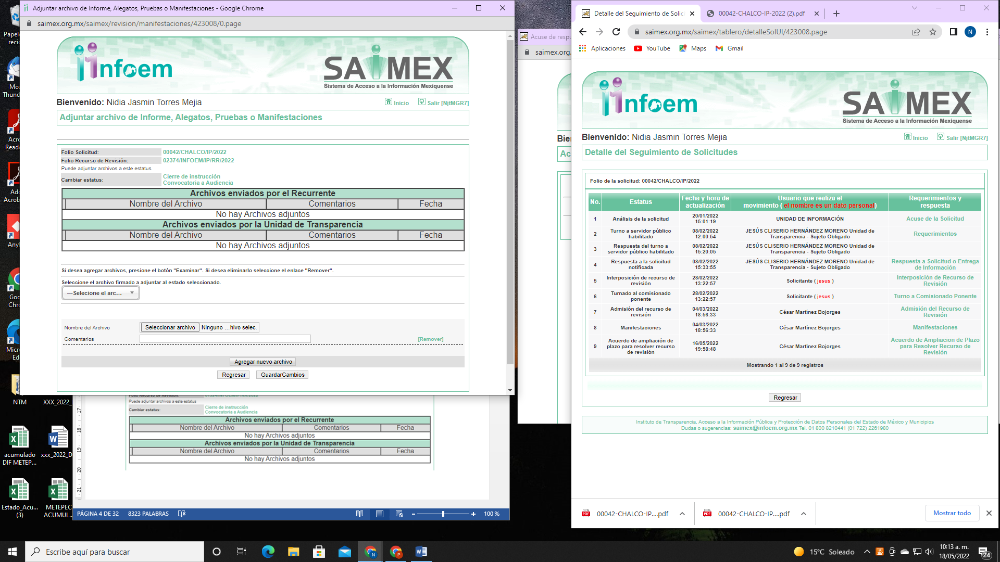 Adjuntar archivo de Informe, Alegatos, Pruebas o Manifestaciones - Google Chrome
saimex.org.mx/saimex/revision/manifestaciones/423008/0.page
infoem
SAIMEX
Sistema de Acceso a la Información Mexiquense
Bienvenido: Nidia Jasmin Torres Mejia
Inicio
Salir [NjtMGR7]
Adjuntar archivo de Informe, Alegatos, Pruebas o Manifestaciones
Folio Solicitud: 00042/CHALCO/IP/2022
Folio Recurso de Revisión: 02374/INFOEM/IP/RR/2022
Puede adjuntar archivos a este estatus
Cambiar estatus: Cierre de instrucción
Convocatoria a Audiencia
Archivos enviados por el Recurrente
Nombre del Archivo Comentarios Fecha
No hay Archivos adjuntos
Archivos enviados por la Unidad de Transparencia
Nombre del Archivo Comentarios Fecha
No hay Archivos adjuntos
Si desea agregar archivos, presione el botón "Examinar". Si desea eliminarlo seleccione el enlace "Remover".
Seleccione el archivo firmado a adjuntar al estado seleccionado.
---Selecione el arc...
Nombre del Archivo Seleccionar archivo Ninguno ...hivo selec.
Comentarios [Remover]
Agregar nuevo archivo
Regresar GuardarCambios
Puede adjuntar archivos a este estatus
Cambiar estatus: Cierre de instrucción
Convocatoria a Audiencia
Archivos enviados por el Recurrente
Nombre del Archivo Comentarios Fecha
No hay Archivos adjuntos
Archivos enviados por la Unidad de Transparencia
Nombre del Archivo Comentarios Fecha
No hay Archivos adjuntos
17
18
19
20
21
PÁGINA 4 DE 32 8323 PALABRAS 100 %
Acuse de respu
saimex.org.
Bien
Ac
Detalle del Seguimiento de Solici
00042-CHALCO-IP-2022 (2).pdf
saimex.org.mx/saimex/tablero/detalleSolUI/423008.page
N
Aplicaciones YouTube Maps Gmail
infoem
SAIMEX
Sistema de Acceso a la Información Mexiquense
Bienvenido: Nidia Jasmin Torres Mejia
Inicio
Salir [NjtMGR7]
Detalle del Seguimiento de Solicitudes
Folio de la solicitud: 00042/CHALCO/IP/2022
No. Estatus Fecha y hora de actualización Usuario que realiza el movimiento ( el nombre es un dato personal) Requerimientos y respuesta
1 Análisis de la solicitud 20/01/2022 15:01:19 UNIDAD DE INFORMACIÓN Acuse de la Solicitud
2 Turno a servidor público habilitado 08/02/2022 12:00:54 JESÚS CLISERIO HERNÁNDEZ MORENO Unidad de Transparencia - Sujeto Obligado Requerimientos
3 Respuesta del turno a servidor público habilitado 08/02/2022 15:20:05 JESÚS CLISERIO HERNÁNDEZ MORENO Unidad de Transparencia - Sujeto Obligado
4 Respuesta a la solicitud notificada 08/02/2022 15:33:55 JESÚS CLISERIO HERNÁNDEZ MORENO Unidad de Transparencia - Sujeto Obligado Respuesta a Solicitud o Entrega de Información
5 Interposición de recurso de revisión 28/02/2022 13:22:57 Solicitante ( jesus ) Interposición de Recurso de Revisión
6 Turnado al comisionado ponente 28/02/2022 13:22:57 Solicitante ( jesus ) Turno a Comisionado Ponente
7 Admisión del recurso de revisión 04/03/2022 18:56:33 César Martínez Bojorges Admisión del Recurso de Revisión
8 Manifestaciones 04/03/2022 18:56:33 César Martínez Bojorges Manifestaciones
9 Acuerdo de ampliación de plazo para resolver recurso de revisión 16/05/2022 19:58:48 César Martínez Bojorges Acuerdo de Ampliacion de Plazo para Resolver Recurso de Revisión
Mostrando 1 al 9 de 9 registros
Regresar
Instituto de Transparencia, Acceso a la Información Pública y Protección de Datos Personales del Estado de México y Municipios
Dudas o sugerencias: saimex@infoem.org.mx Tel. 01 800 8210441 (01 722) 2261980
00042-CHALCO-IP....pdf
00042-CHALCO-IP....pdf
Mostrar todo
NTM
XXX_2022_
acumulado DIF METEP...
xxx_2022_D
Estado_Acu... (3)
METEPEC ACUMUL...
Escribe aquí para buscar
15°C Soleado
10:13 a. m.
18/05/2022
24